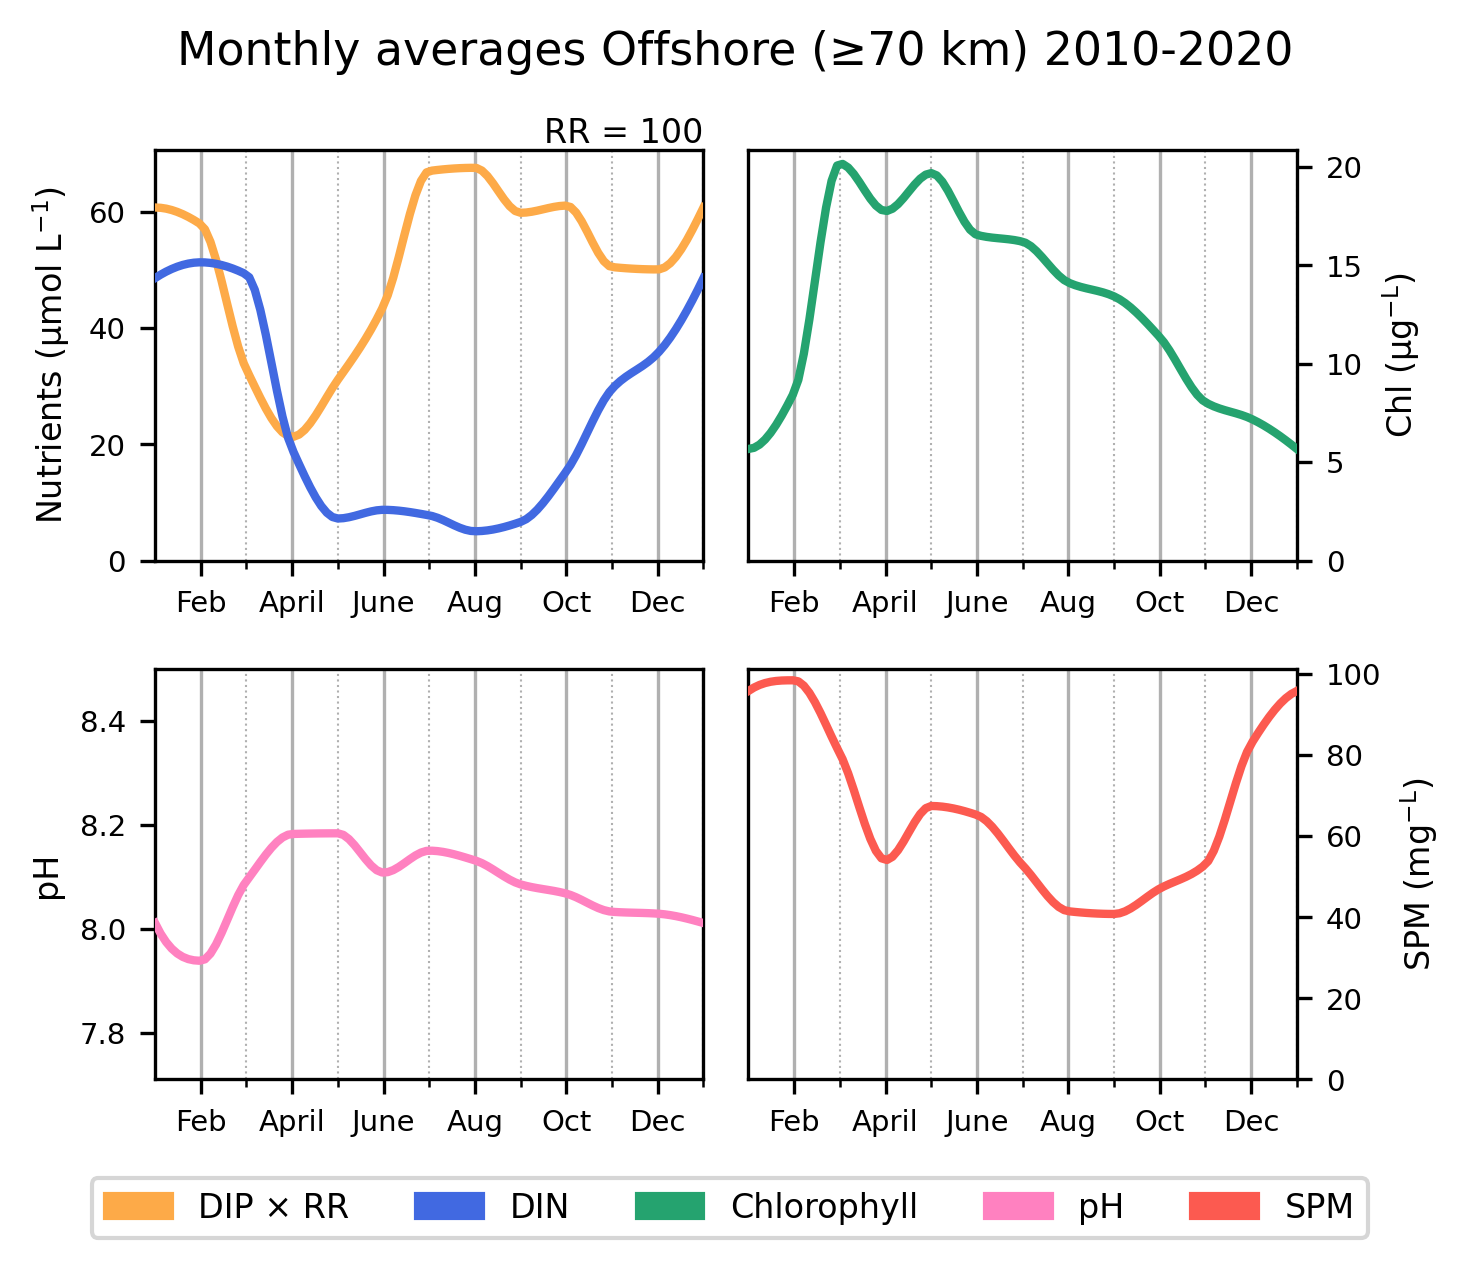 Monthly averages Offshore (≥70 km) 2010-2020
RR = 100
Nutrients (μmol L⁻¹)
60
40
20
0
Feb April June Aug Oct Dec
20
15
10
5
0
Chl (μg⁻ᴸ)
Feb April June Aug Oct Dec
pH
8.4
8.2
8.0
7.8
Feb April June Aug Oct Dec
100
80
60
40
20
0
SPM (mg⁻ᴸ)
Feb April June Aug Oct Dec
DIP × RR DIN Chlorophyll pH SPM